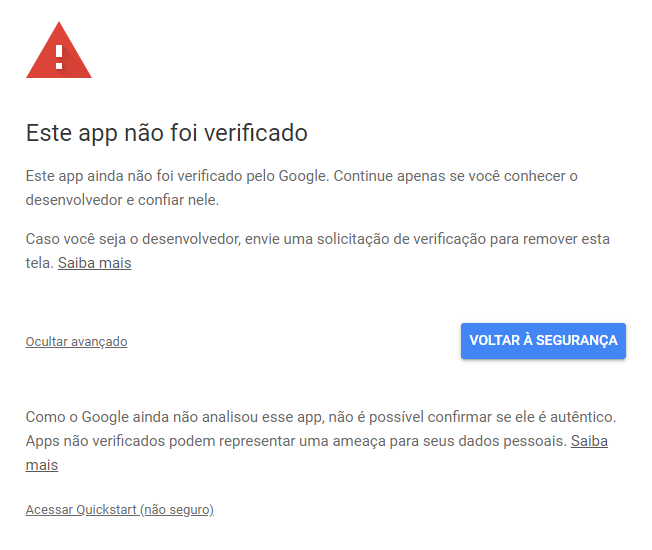 Este app não foi verificado
Este app ainda não foi verificado pelo Google. Continue apenas se você conhecer o
desenvolvedor e confiar nele.
Caso você seja o desenvolvedor, envie uma solicitação de verificação para remover esta
tela. Saiba mais
Ocultar avançado
VOLTAR À SEGURANÇA
Como o Google ainda não analisou esse app, não é possível confirmar se ele é autêntico.
Apps não verificados podem representar uma ameaça para seus dados pessoais. Saiba
mais
Acessar Quickstart (não seguro)